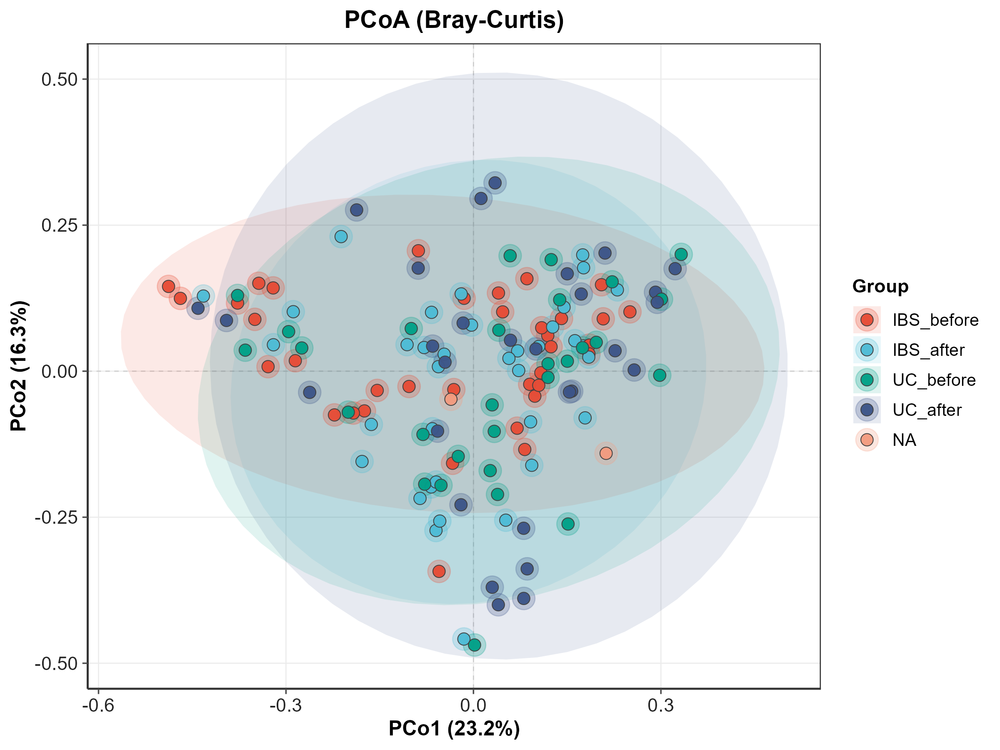 PCoA (Bray-Curtis)
0.50
0.25
0.00
-0.25
-0.50
PCo2 (16.3%)
-0.6
-0.3
0.0
0.3
PCo1 (23.2%)
Group
IBS_before
IBS_after
UC_before
UC_after
NA